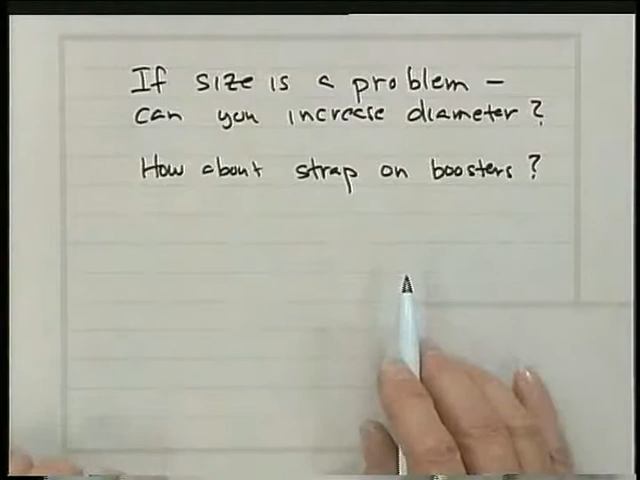 If size is a problem -
can you increase diameter?
How about strap on boosters?